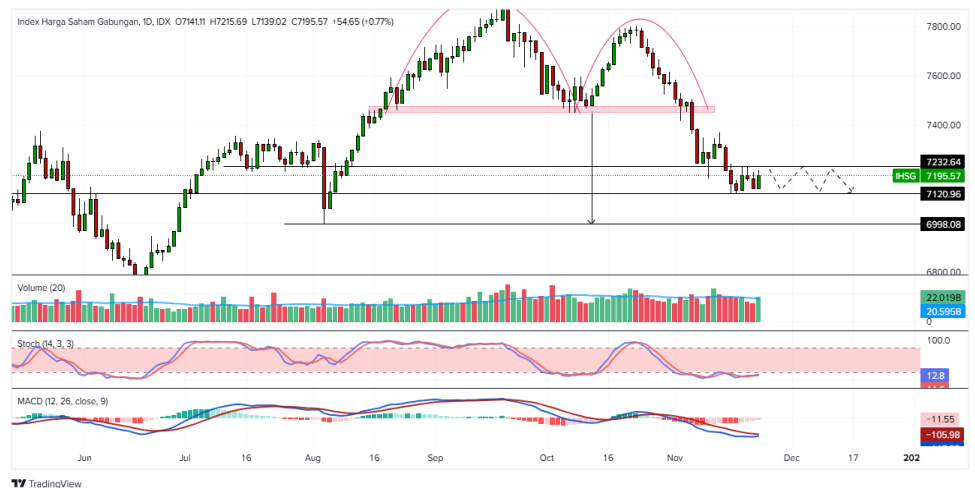 Index Harga Saham Gabungan, 1D, IDX O7141.11 H7215.69 L7139.02 C7195.57 +54.65 (+0.77%)
7800.00
7600.00
7400.00
7232.64
IHSG 7195.57
7120.96
6998.08
6800.00
Volume (20)
22.019B
20.595B
0
Stoch (14, 3, 3)
100.0
12.8
MACD (12, 26, close, 9)
−11.55
−105.98
Jun Jul 16 Aug 16 Sep Oct 16 Nov Dec 17 202
TradingView